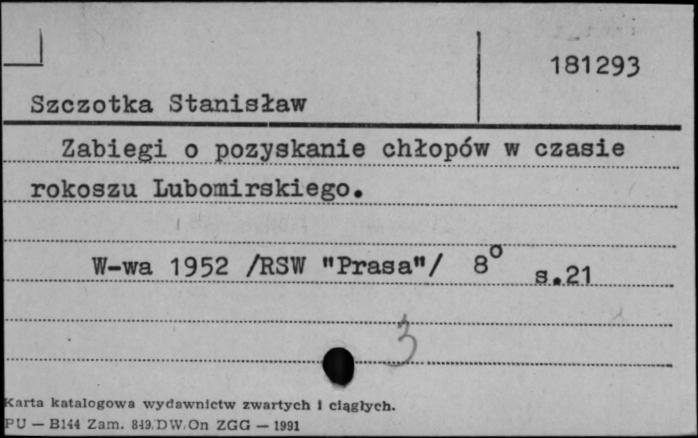 181293
Szczotka Stanisław
Zabiegi o pozyskanie chłopów w czasie
rokoszu Lubomirskiego.
W-wa 1952 /RSW "Prasa"/ 8° s.21
3
Karta katalogowa wydawnictw zwartych i ciągłych.
PU — B144 Zam. 849.DW.On ZGG — 1991